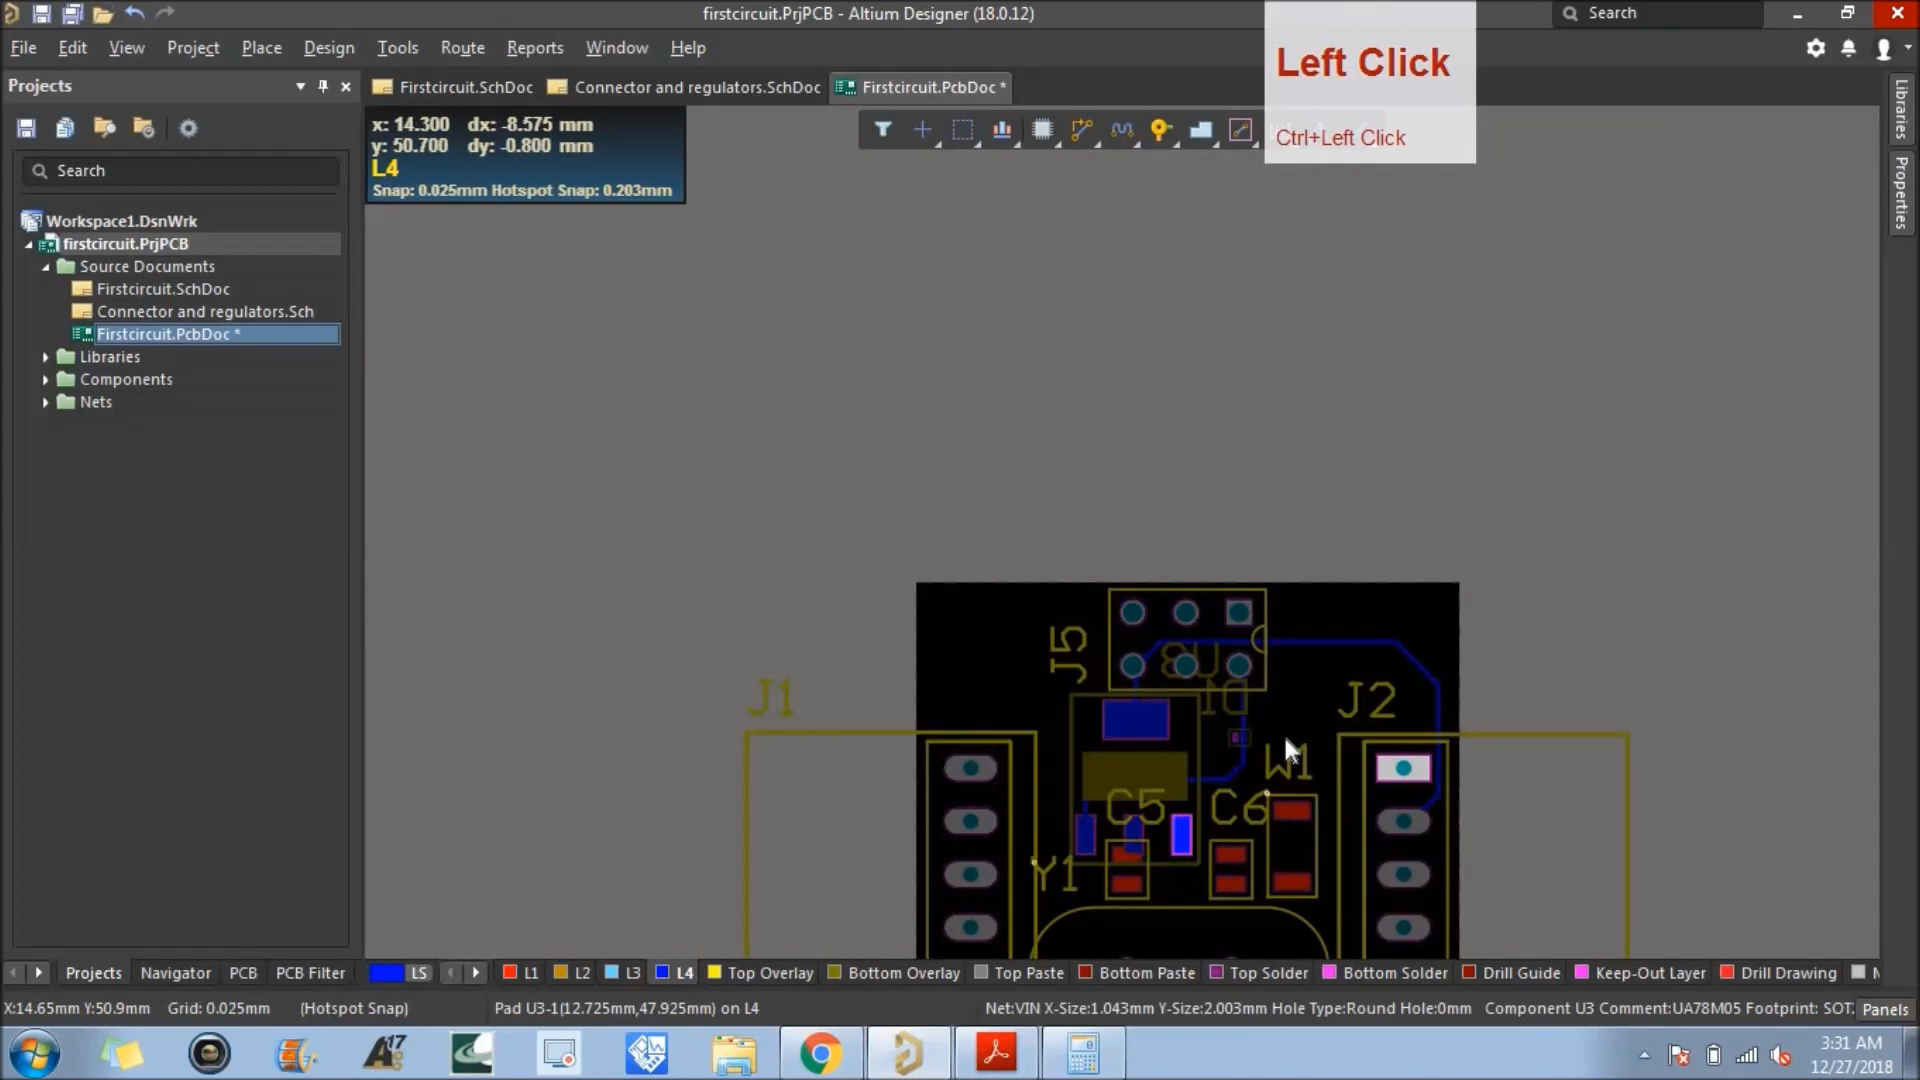 firstcircuit.PrjPCB - Altium Designer (18.0.12)
Search
File Edit View Project Place Design Tools Route Reports Window Help
Left Click
Ctrl+Left Click
Projects
Firstcircuit.SchDoc
Connector and regulators.SchDoc
Firstcircuit.PcbDoc *
Libraries
Properties
x: 14.300 dx: -8.575 mm
y: 50.700 dy: -0.800 mm
L4
Snap: 0.025mm Hotspot Snap: 0.203mm
Search
Workspace1.DsnWrk
firstcircuit.PrjPCB
Source Documents
Firstcircuit.SchDoc
Connector and regulators.Sch
Firstcircuit.PcbDoc *
Libraries
Components
Nets
J5
U3
D1
J1
J2
W1
C5
C6
Y1
Projects Navigator PCB PCB Filter
LS L1 L2 L3 L4 Top Overlay Bottom Overlay Top Paste Bottom Paste Top Solder Bottom Solder Drill Guide Keep-Out Layer Drill Drawing
X:14.65mm Y:50.9mm Grid: 0.025mm (Hotspot Snap) Pad U3-1(12.725mm,47.925mm) on L4 Net:VIN X-Size:1.043mm Y-Size:2.003mm Hole Type:Round Hole:0mm Component U3 Comment:UA78M05 Footprint: SOT Panels
17
3:31 AM
12/27/2018